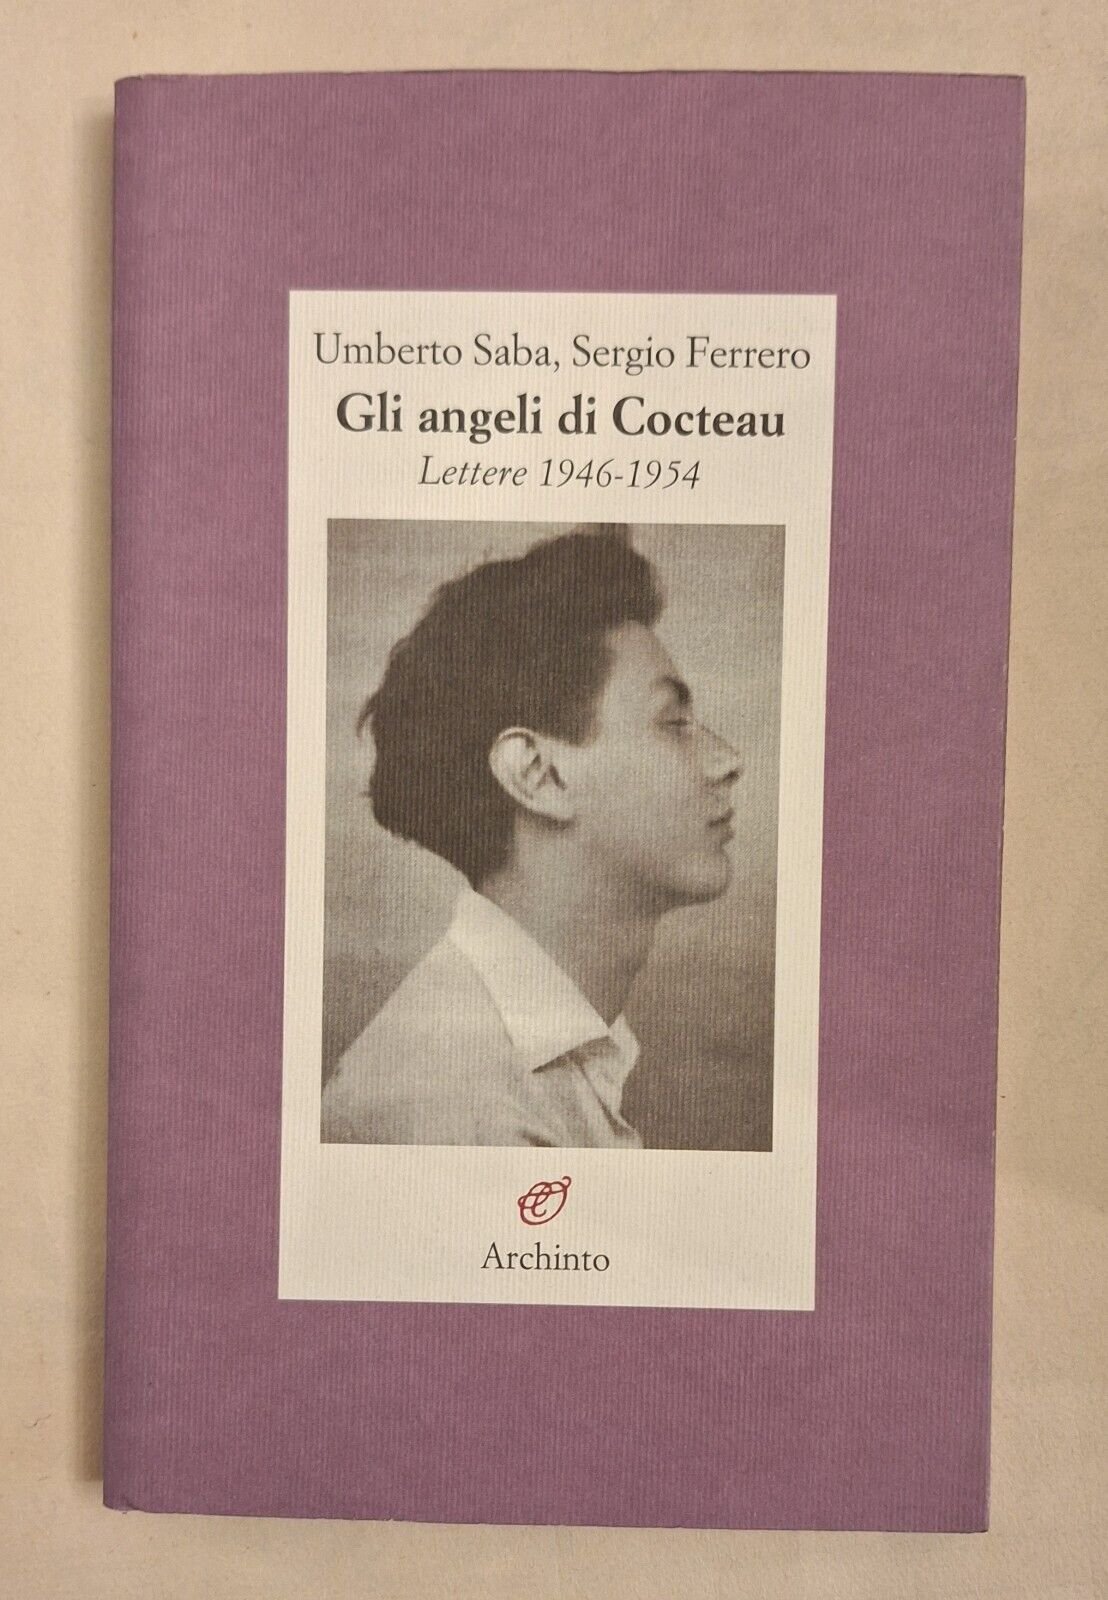 Umberto Saba, Sergio Ferrero
Gli angeli di Cocteau
Lettere 1946-1954
Archinto